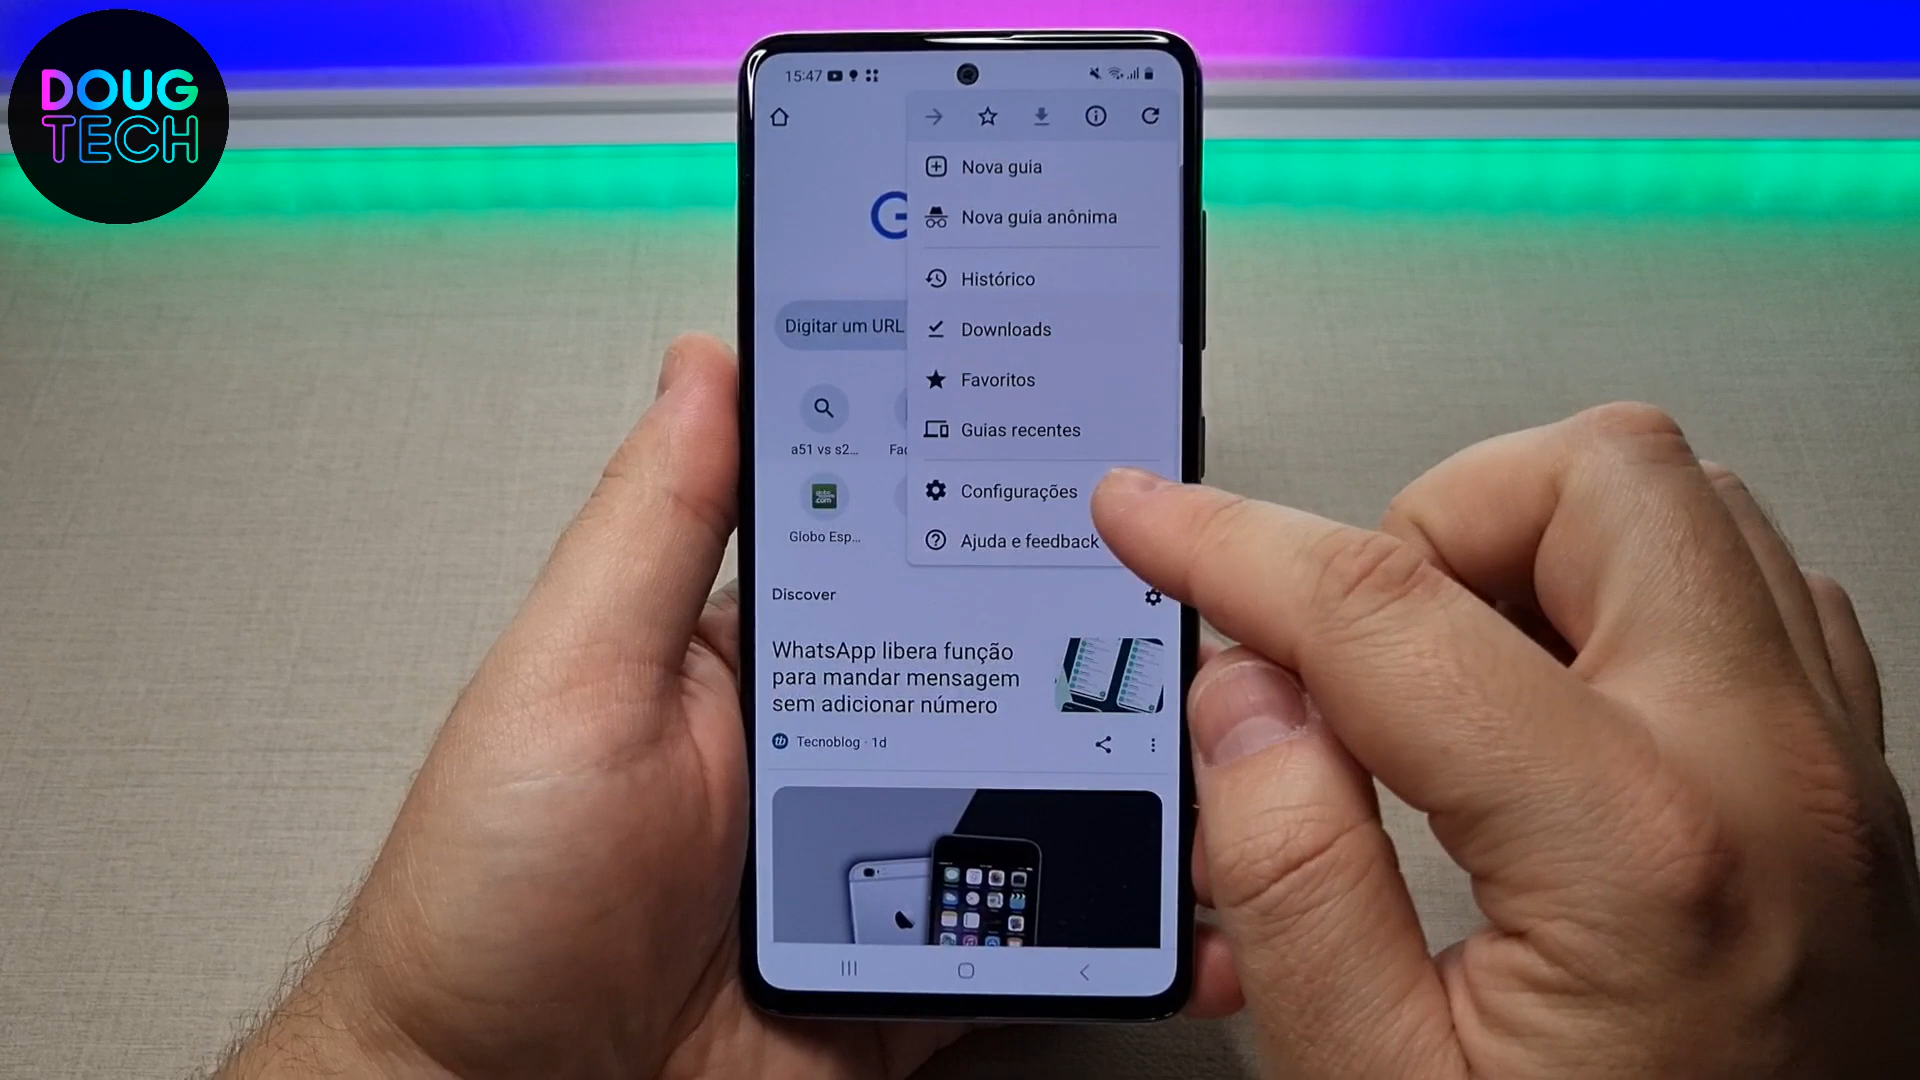 DOUG
TECH
15:47
Nova guia
Nova guia anônima
Histórico
Digitar um URL
Downloads
Favoritos
Guias recentes
a51 vs s2...
Configurações
Globo Esp...
Ajuda e feedback
Discover
WhatsApp libera função
para mandar mensagem
sem adicionar número
Tecnoblog · 1d